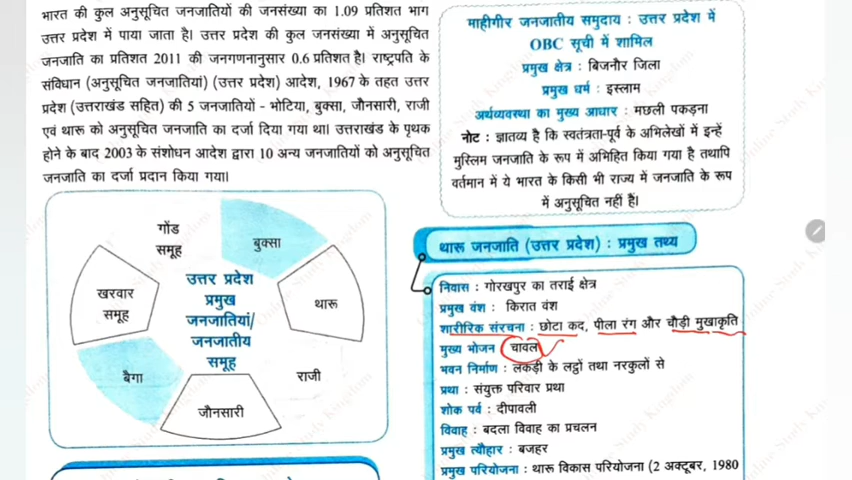 भारत की कुल अनुसूचित जनजातियों की जनसंख्या का 1.09 प्रतिशत भाग
उत्तर प्रदेश में पाया जाता है। उत्तर प्रदेश की कुल जनसंख्या में अनुसूचित
जनजाति का प्रतिशत 2011 की जनगणनानुसार 0.6 प्रतिशत है। राष्ट्रपति के
संविधान (अनुसूचित जनजातियां) (उत्तर प्रदेश) आदेश, 1967 के तहत उत्तर
प्रदेश (उत्तराखंड सहित) की 5 जनजातियों - भोटिया, बुक्सा, जौनसारी, राजी
एवं थारू को अनुसूचित जनजाति का दर्जा दिया गया था। उत्तराखण्ड के पृथक
होने के बाद 2003 के संशोधन आदेश द्वारा 10 अन्य जनजातियों को अनुसूचित
जनजाति का दर्जा प्रदान किया गया।
गोंड
समूह
बुक्सा
खरवार
समूह
थारू
उत्तर प्रदेश
प्रमुख
जनजातियां/
जनजातीय
समूह
बैगा
राजी
जौनसारी
माहीगीर जनजातीय समुदाय : उत्तर प्रदेश में
OBC सूची में शामिल
प्रमुख क्षेत्र : बिजनौर जिला
प्रमुख धर्म : इस्लाम
अर्थव्यवस्था का मुख्य आधार : मछली पकड़ना
नोट : ज्ञातव्य है कि स्वतंत्रता-पूर्व के अभिलेखों में इन्हें
मुस्लिम जनजाति के रूप में अभिहित किया गया है तथापि
वर्तमान में ये भारत के किसी भी राज्य में जनजाति के रूप
में अनुसूचित नहीं हैं।
थारू जनजाति (उत्तर प्रदेश) : प्रमुख तथ्य
निवास : गोरखपुर का तराई क्षेत्र
प्रमुख वंश : किरात वंश
शारीरिक संरचना : छोटा कद, पीला रंग और चौड़ी मुखाकृति
मुख्य भोजन चावल
भवन निर्माण : लकड़ी के लट्ठों तथा नरकुलों से
प्रथा : संयुक्त परिवार प्रथा
शोक पर्व : दीपावली
विवाह : बदला विवाह का प्रचलन
प्रमुख त्यौहार : बजहर
प्रमुख परियोजना : थारू विकास परियोजना (2 अक्टूबर, 1980